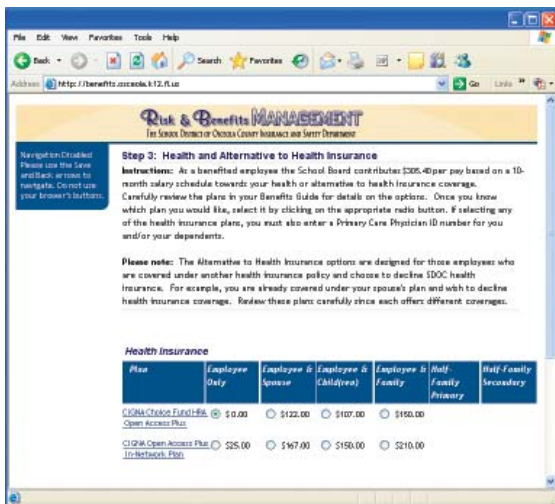 File Edit View Favorites Tools Help
Back Search Favorites
Address http://benefits.osceola.k12.fl.us Go Links
Risk & Benefits MANAGEMENT
THE SCHOOL DISTRICT OF OSCEOLA COUNTY INSURANCE AND SAFETY DEPARTMENT
Navigation Disabled
Please use the Save
and Back arrows to
navigate. Do not use
your browser's buttons.
Step 3: Health and Alternative to Health Insurance
Instructions: As a benefited employee the School Board contributes $305.40 per pay based on a 10-
month salary schedule towards your health or alternative to health insurance coverage.
Carefully review the plans in your Benefits Guide for details on the options. Once you know
which plan you would like, select it by clicking on the appropriate radio button. If selecting any
of the health insurance plans, you must also enter a Primary Care Physician ID number for you
and/or your dependents.
Please note: The Alternative to Health Insurance options are designed for those employees who
are covered under another health insurance policy and choose to decline SDOC health
insurance. For example, you are already covered under your spouse's plan and wish to decline
health insurance coverage. Review these plans carefully since each offers different coverages.
Health Insurance
Plan Employee Only Employee & Spouse Employee & Child(ren) Employee & Family Half-Family Primary Half-Family Secondary
CIGNA Choice Fund HRA Open Access Plus $0.00 $122.00 $107.00 $150.00
CIGNA Open Access Plus In-Network Plan $25.00 $167.00 $150.00 $210.00